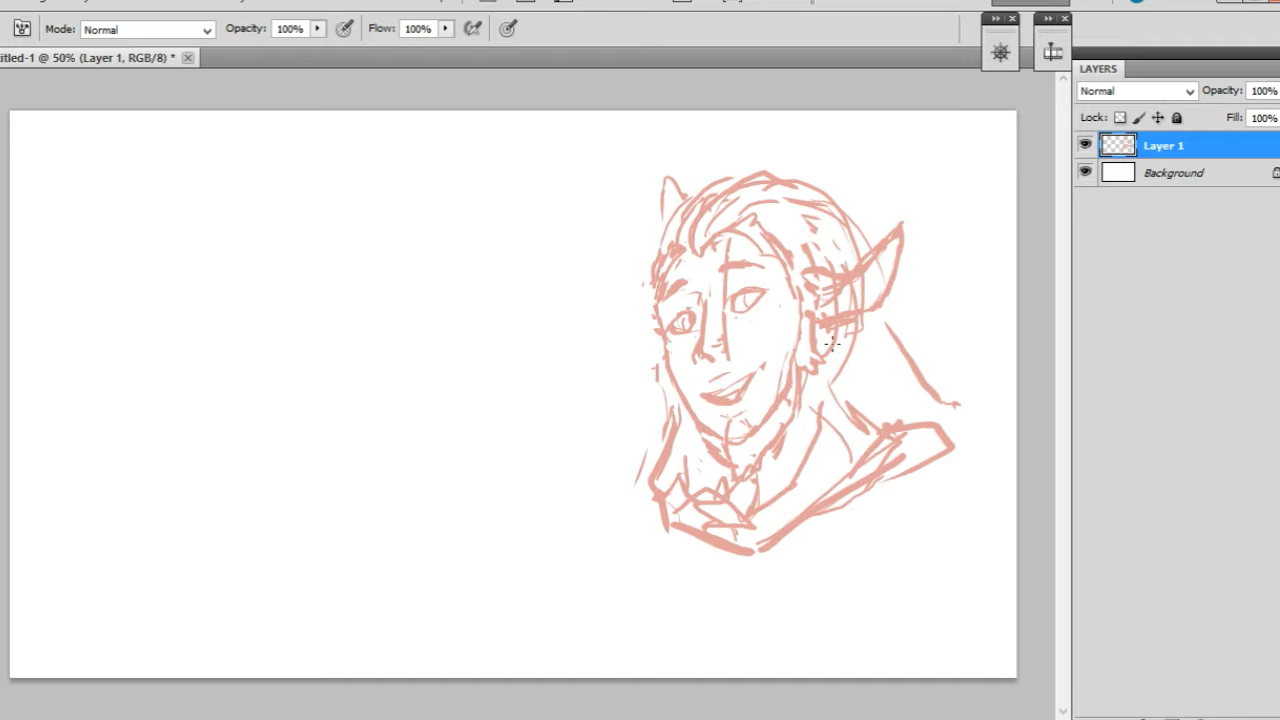 Mode: Normal Opacity: 100% Flow: 100%
titled-1 @ 50% (Layer 1, RGB/8) *
LAYERS
Normal Opacity: 100%
Lock: Fill: 100%
Layer 1
Background